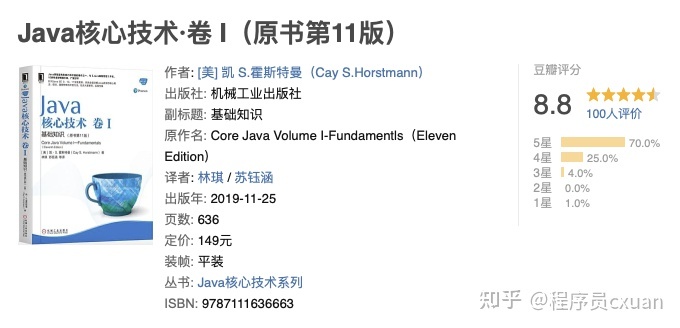 Java核心技术·卷 I（原书第11版）
作者: [美] 凯 S.霍斯特曼（Cay S.Horstmann）
出版社: 机械工业出版社
副标题: 基础知识
原作名: Core Java Volume I-Fundamentls（Eleven
Edition）
译者: 林琪 / 苏钰涵
出版年: 2019-11-25
页数: 636
定价: 149元
装帧: 平装
丛书: Java核心技术系列
ISBN: 9787111636663
豆瓣评分
8.8
100人评价
5星 70.0%
4星 25.0%
3星 4.0%
2星 0.0%
1星 1.0%
Java
核心技术 卷 I
基础知识（原书第11版）
Core Java Volume I—Fundamentals
知乎 @程序员cxuan